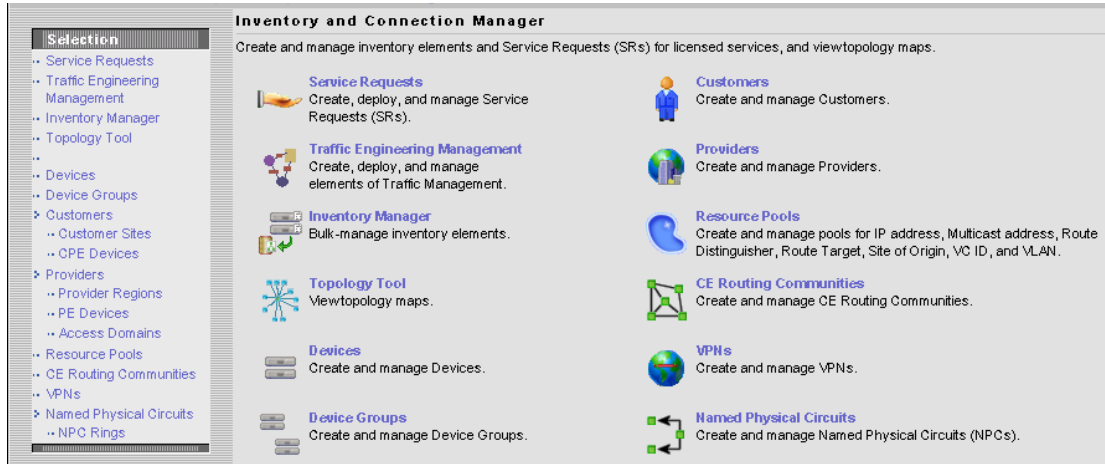 Inventory and Connection Manager
Create and manage inventory elements and Service Requests (SRs) for licensed services, and viewtopology maps.
Selection
Service Requests
Traffic Engineering
Management
Inventory Manager
Topology Tool
Devices
Device Groups
Customers
Customer Sites
CPE Devices
Providers
Provider Regions
PE Devices
Access Domains
Resource Pools
CE Routing Communities
VPNs
Named Physical Circuits
NPC Rings
Service Requests
Create, deploy, and manage Service
Requests (SRs).
Customers
Create and manage Customers.
Traffic Engineering Management
Create, deploy, and manage
elements of Traffic Management.
Providers
Create and manage Providers.
Inventory Manager
Bulk-manage inventory elements.
Resource Pools
Create and manage pools for IP address, Multicast address, Route
Distinguisher, Route Target, Site of Origin, VC ID, and VLAN.
Topology Tool
Viewtopology maps.
CE Routing Communities
Create and manage CE Routing Communities.
Devices
Create and manage Devices.
VPNs
Create and manage VPNs.
Device Groups
Create and manage Device Groups.
Named Physical Circuits
Create and manage Named Physical Circuits (NPCs).